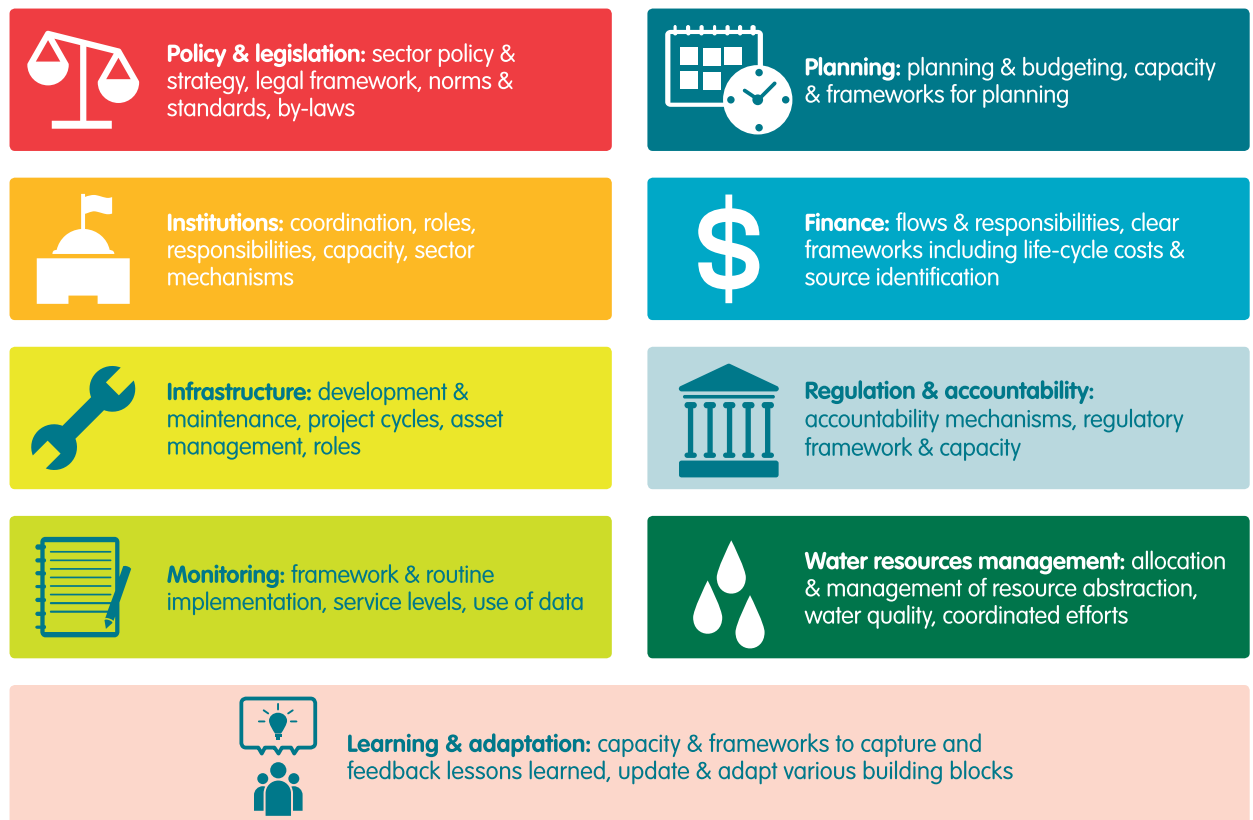 Policy & legislation: sector policy &
strategy, legal framework, norms &
standards, by-laws
Planning: planning & budgeting, capacity
& frameworks for planning
Institutions: coordination, roles,
responsibilities, capacity, sector
mechanisms
Finance: flows & responsibilities, clear
frameworks including life-cycle costs &
source identification
Infrastructure: development &
maintenance, project cycles, asset
management, roles
Regulation & accountability:
accountability mechanisms, regulatory
framework & capacity
Monitoring: framework & routine
implementation, service levels, use of data
Water resources management: allocation
& management of resource abstraction,
water quality, coordinated efforts
Learning & adaptation: capacity & frameworks to capture and
feedback lessons learned, update & adapt various building blocks